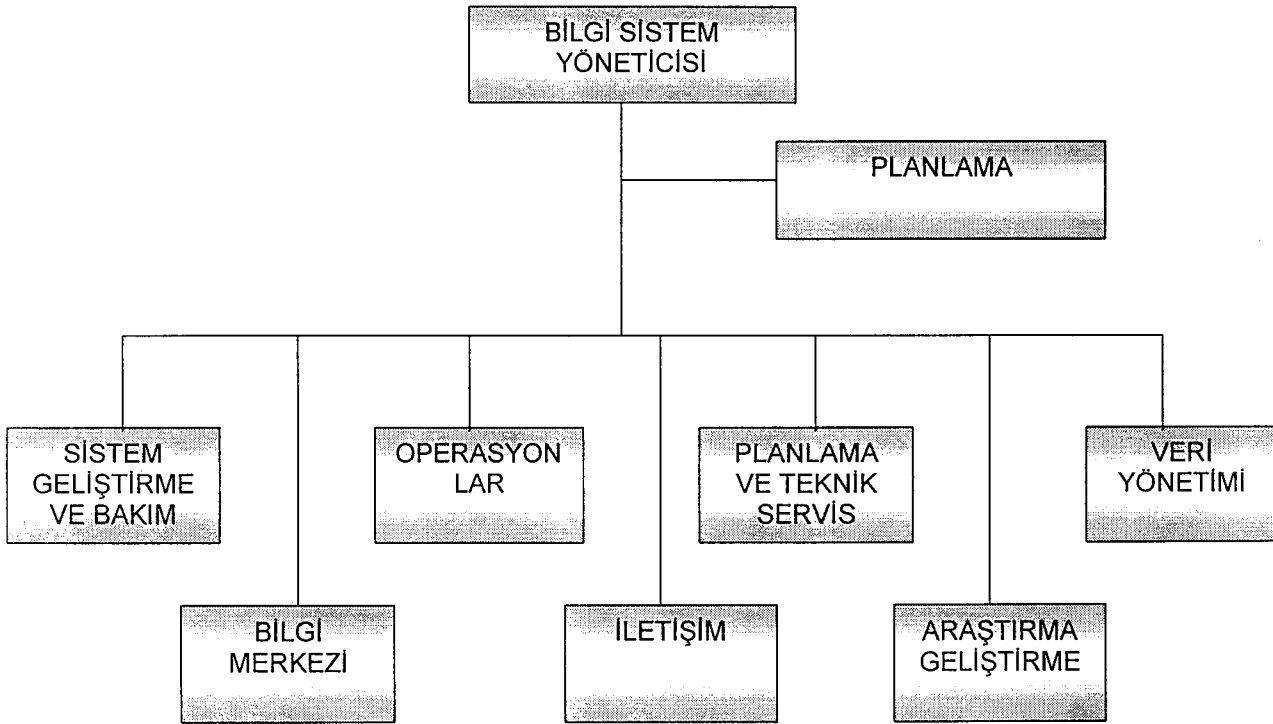 BİLGİ SİSTEM
YÖNETİCİSİ
PLANLAMA
SİSTEM
GELİŞTİRME
VE BAKIM
OPERASYON
LAR
PLANLAMA
VE TEKNİK
SERVİS
VERİ
YÖNETİMİ
BİLGİ
MERKEZİ
İLETİŞİM
ARAŞTIRMA
GELİŞTİRME